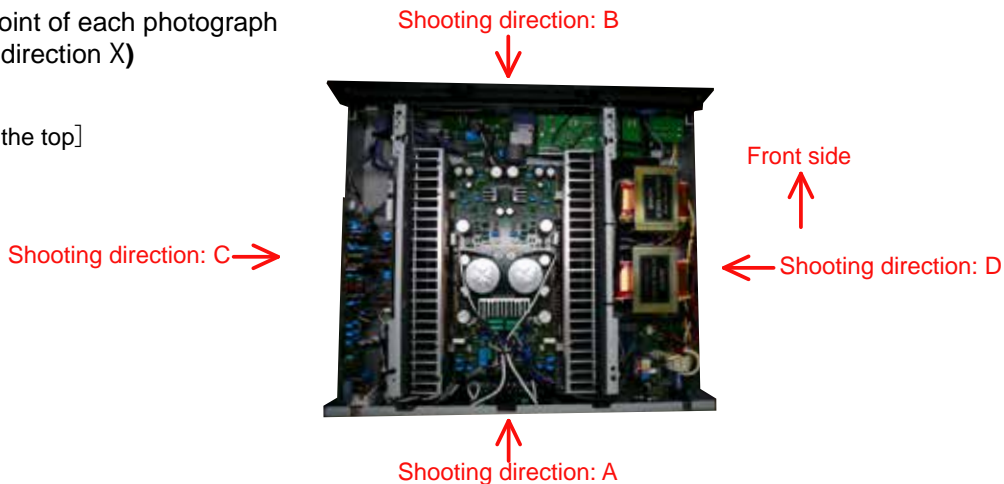 oint of each photograph
direction X)
the top]
Shooting direction: B
Front side
Shooting direction: C
Shooting direction: D
Shooting direction: A